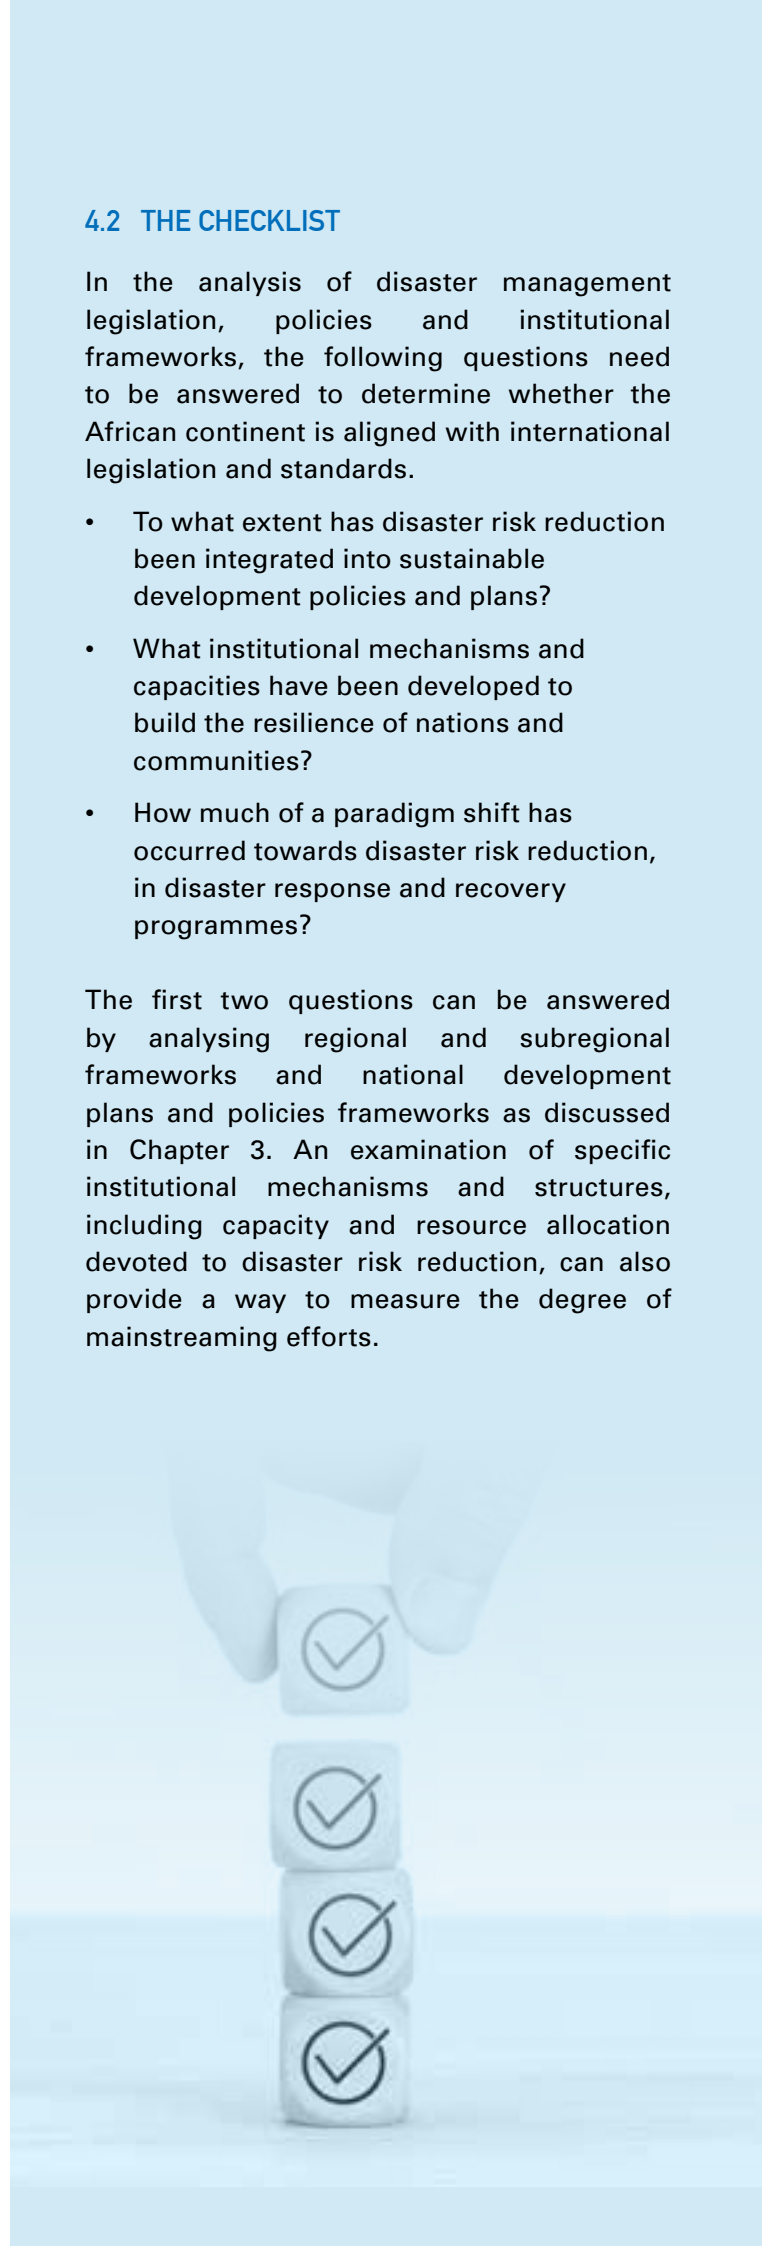 4.2 THE CHECKLIST
In the analysis of disaster management
legislation, policies and institutional
frameworks, the following questions need
to be answered to determine whether the
African continent is aligned with international
legislation and standards.
• To what extent has disaster risk reduction
been integrated into sustainable
development policies and plans?
• What institutional mechanisms and
capacities have been developed to
build the resilience of nations and
communities?
• How much of a paradigm shift has
occurred towards disaster risk reduction,
in disaster response and recovery
programmes?
The first two questions can be answered
by analysing regional and subregional
frameworks and national development
plans and policies frameworks as discussed
in Chapter 3. An examination of specific
institutional mechanisms and structures,
including capacity and resource allocation
devoted to disaster risk reduction, can also
provide a way to measure the degree of
mainstreaming efforts.